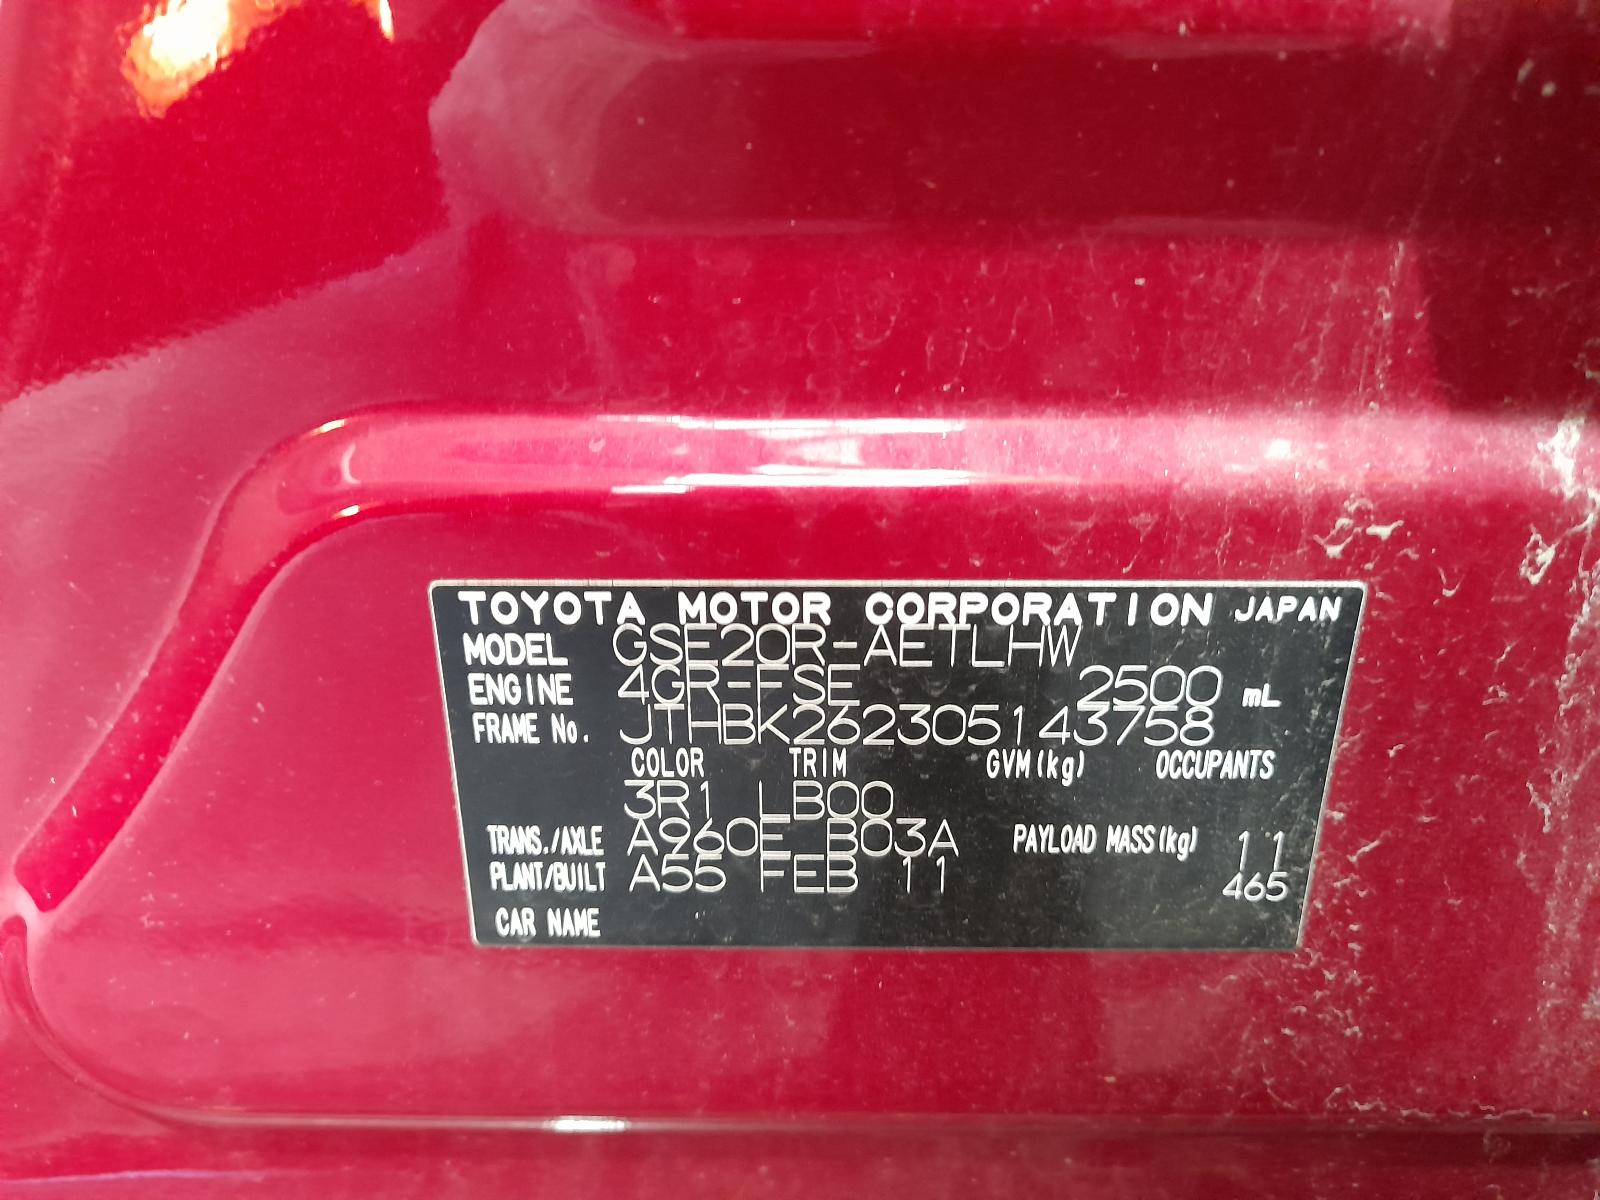 TOYOTA MOTOR CORPORATION JAPAN
MODEL GSE20R-AETLHW
ENGINE 4GR-FSE 2500 mL
FRAME No. JTHBK262305143758
COLOR TRIM GVM(kg) OCCUPANTS
3R1 LB00
TRANS./AXLE A960E B03A PAYLOAD MASS(kg) 11
PLANT/BUILT A55 FEB 11 465
CAR NAME